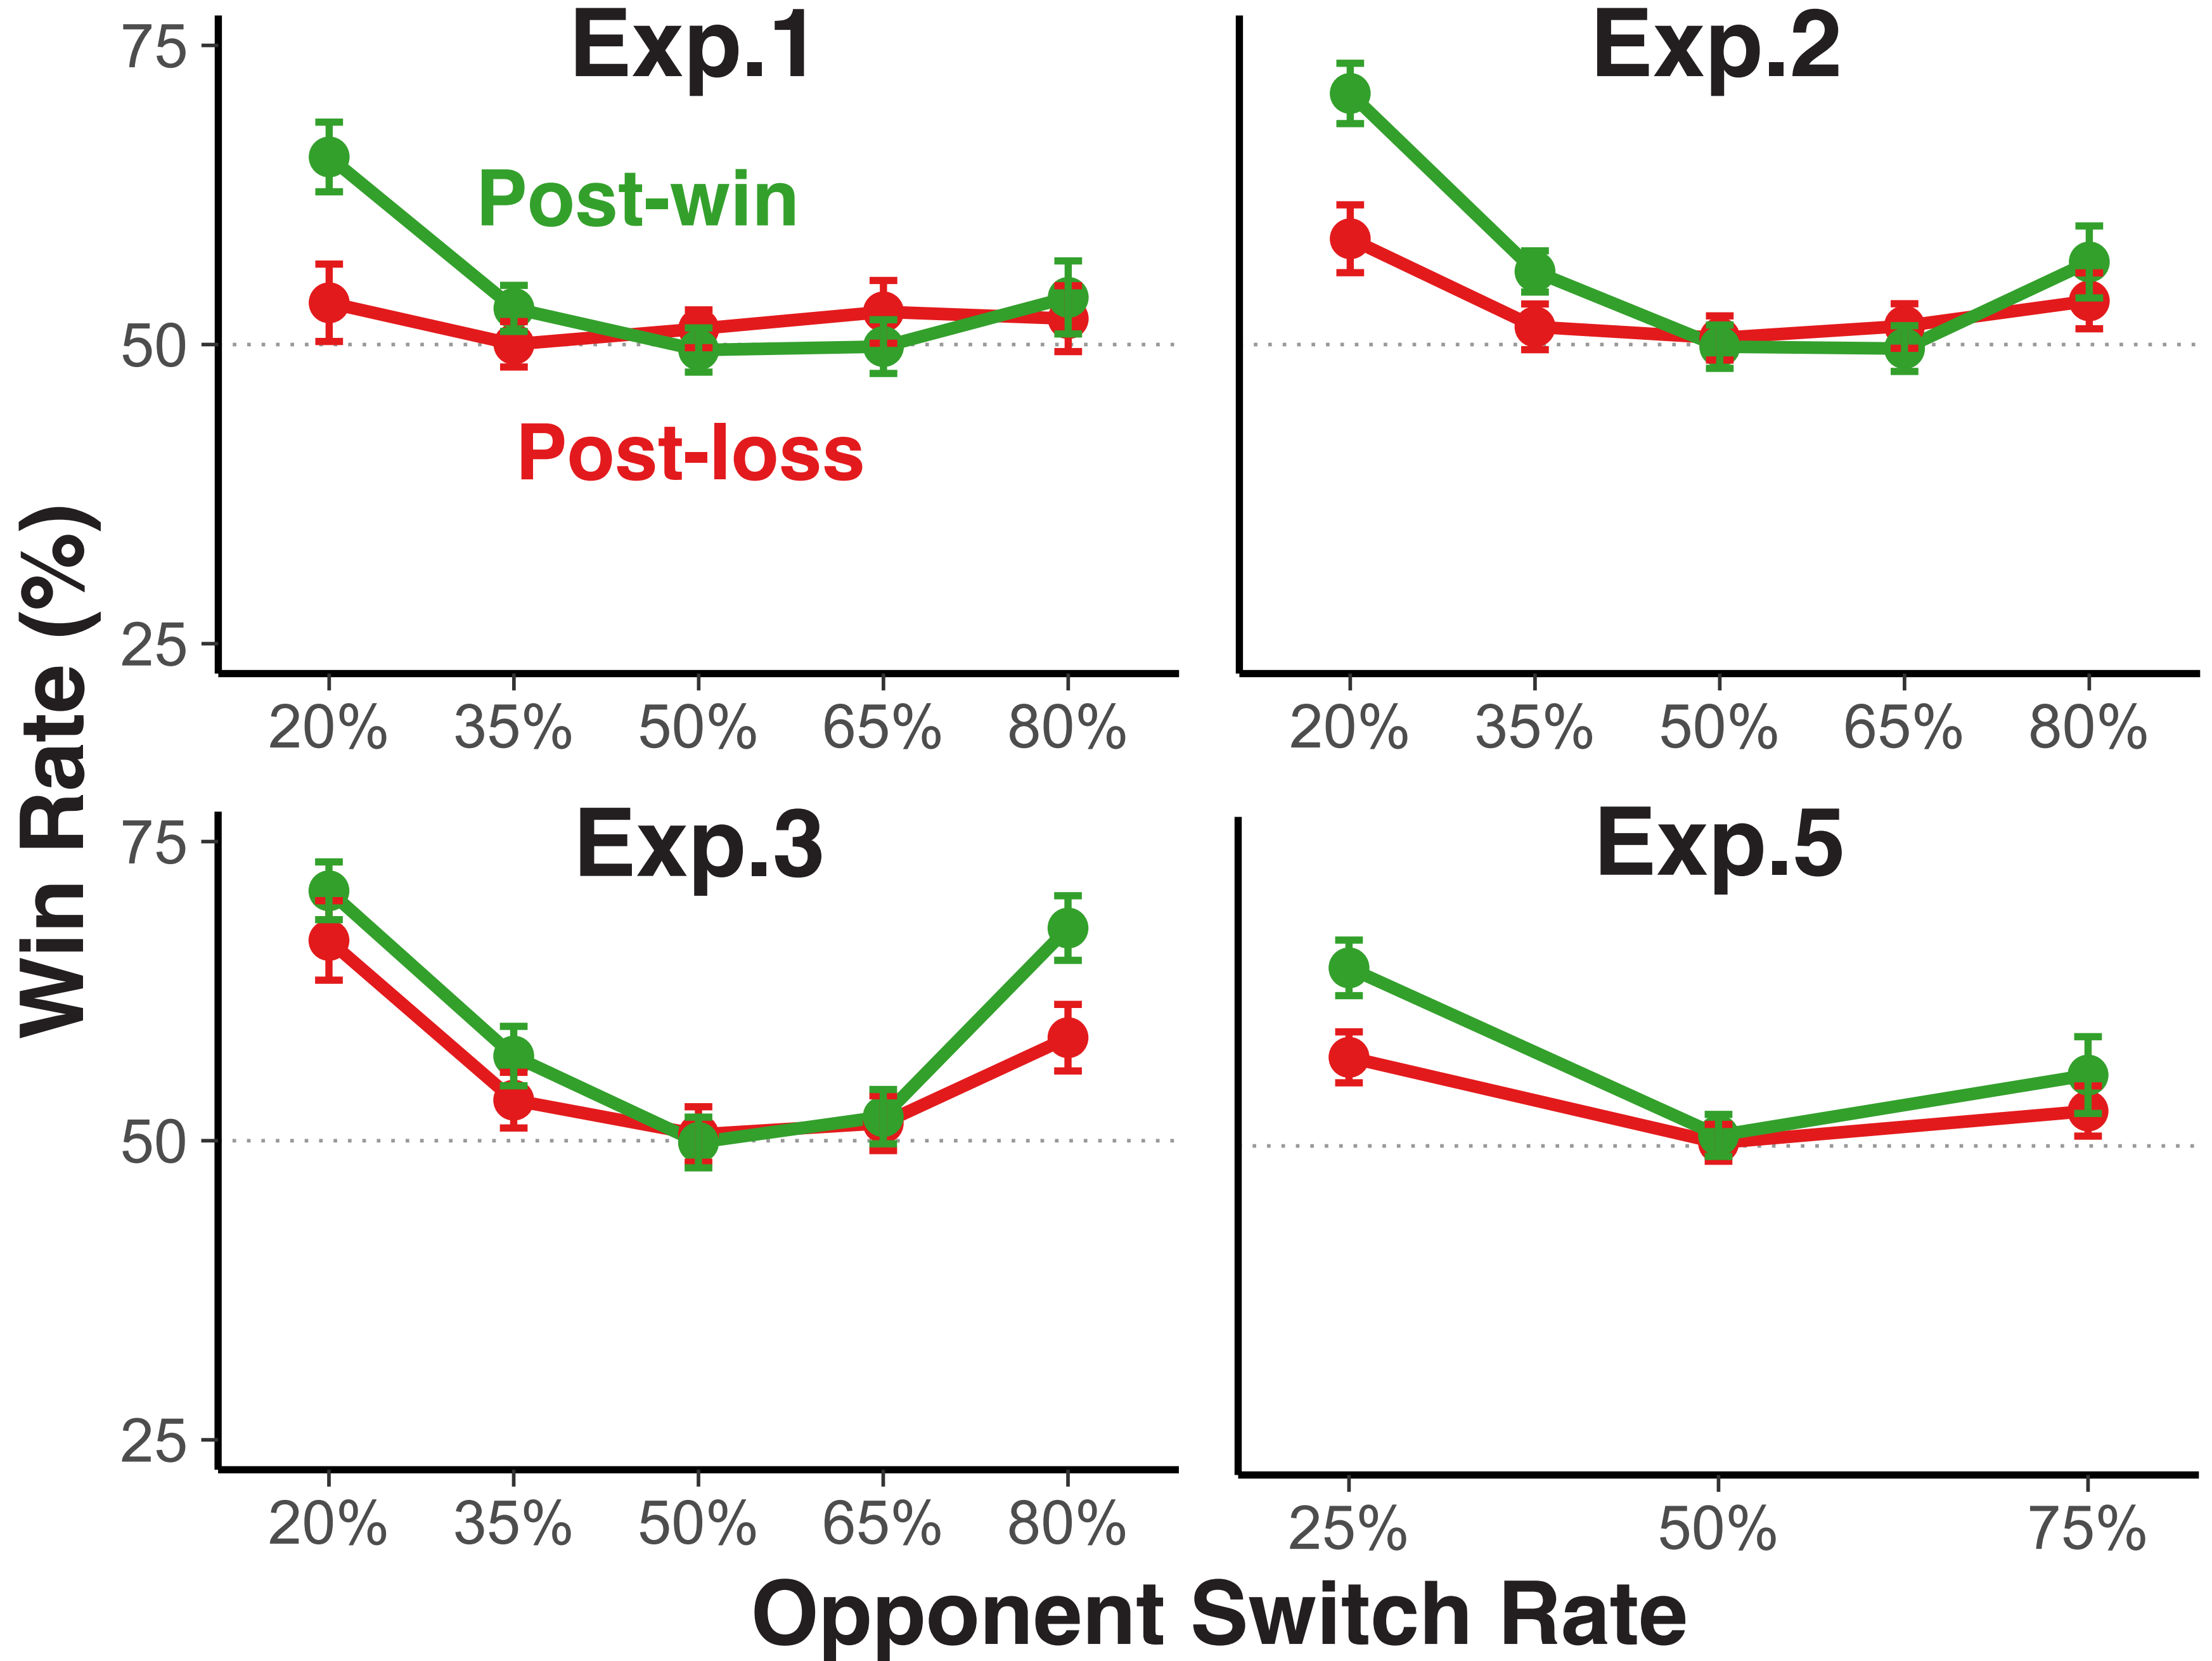 Exp.1
Exp.2
75
50
25
Post-win
Post-loss
20% 35% 50% 65% 80%
20% 35% 50% 65% 80%
Win Rate (%)
Exp.3
Exp.5
75
50
25
20% 35% 50% 65% 80%
25% 50% 75%
Opponent Switch Rate